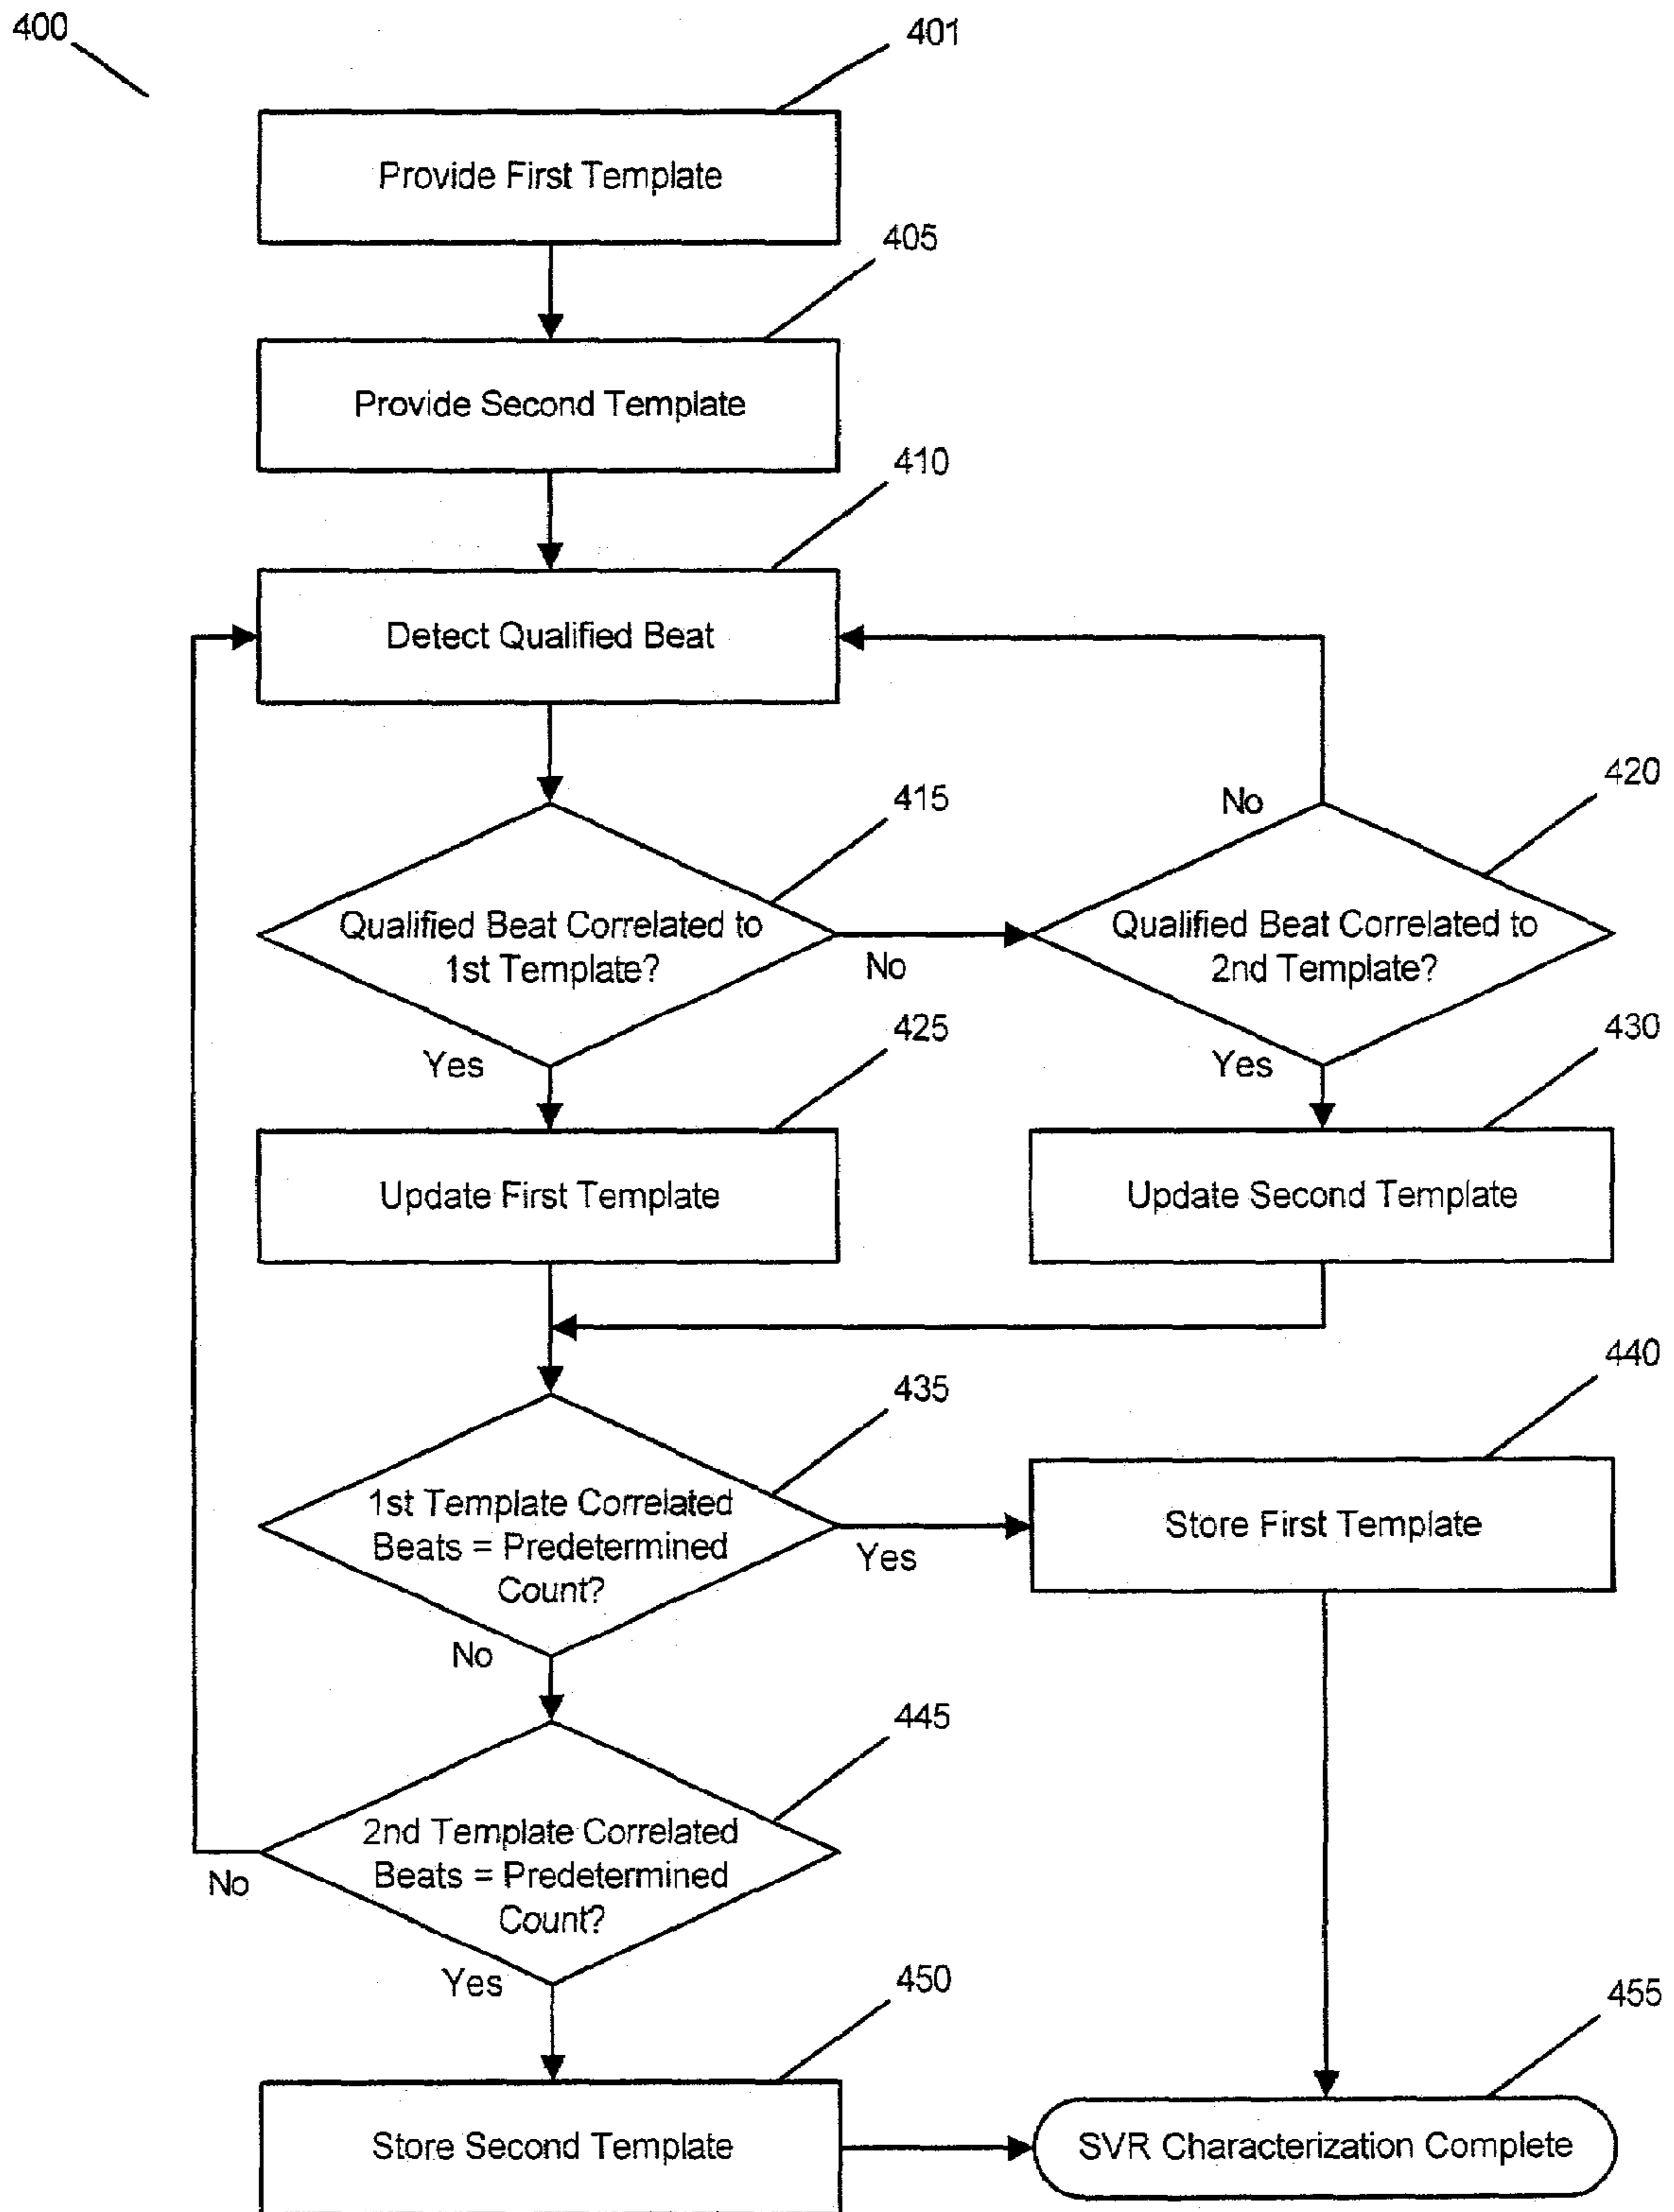 400
401
Provide First Template
405
Provide Second Template
410
Detect Qualified Beat
415
420
No
Qualified Beat Correlated to
1st Template?
No
Qualified Beat Correlated to
2nd Template?
Yes
425
Yes
430
Update First Template
Update Second Template
435
440
1st Template Correlated
Beats = Predetermined
Count?
Yes
Store First Template
No
445
2nd Template Correlated
Beats = Predetermined
Count?
No
Yes
450
455
Store Second Template
SVR Characterization Complete